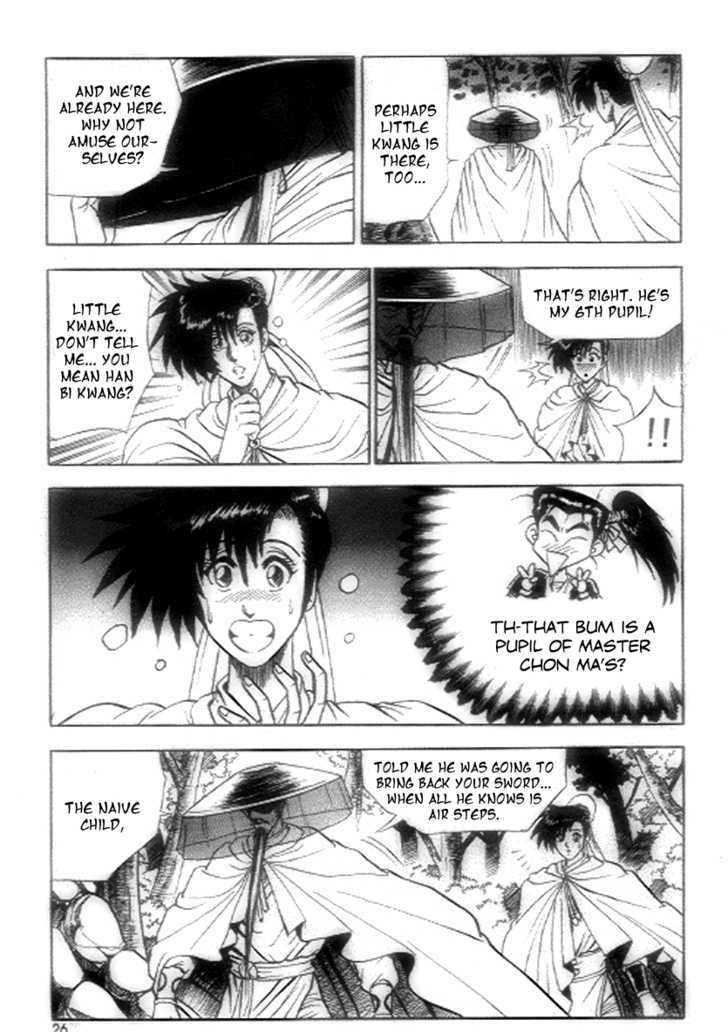 AND WE'RE
ALREADY HERE.
WHY NOT
AMUSE OUR-
SELVES?
PERHAPS
LITTLE
KWANG IS
THERE,
TOO...
LITTLE
KWANG...
DON'T TELL
ME... YOU
MEAN HAN
BI KWANG?
THAT'S RIGHT. HE'S
MY 6TH PUPIL!
!!
TH-THAT BUM IS A
PUPIL OF MASTER
CHON MA'S?
THE NAIVE
CHILD,
TOLD ME HE WAS GOING TO
BRING BACK YOUR SWORD...
WHEN ALL HE KNOWS IS
AIR STEPS.
26